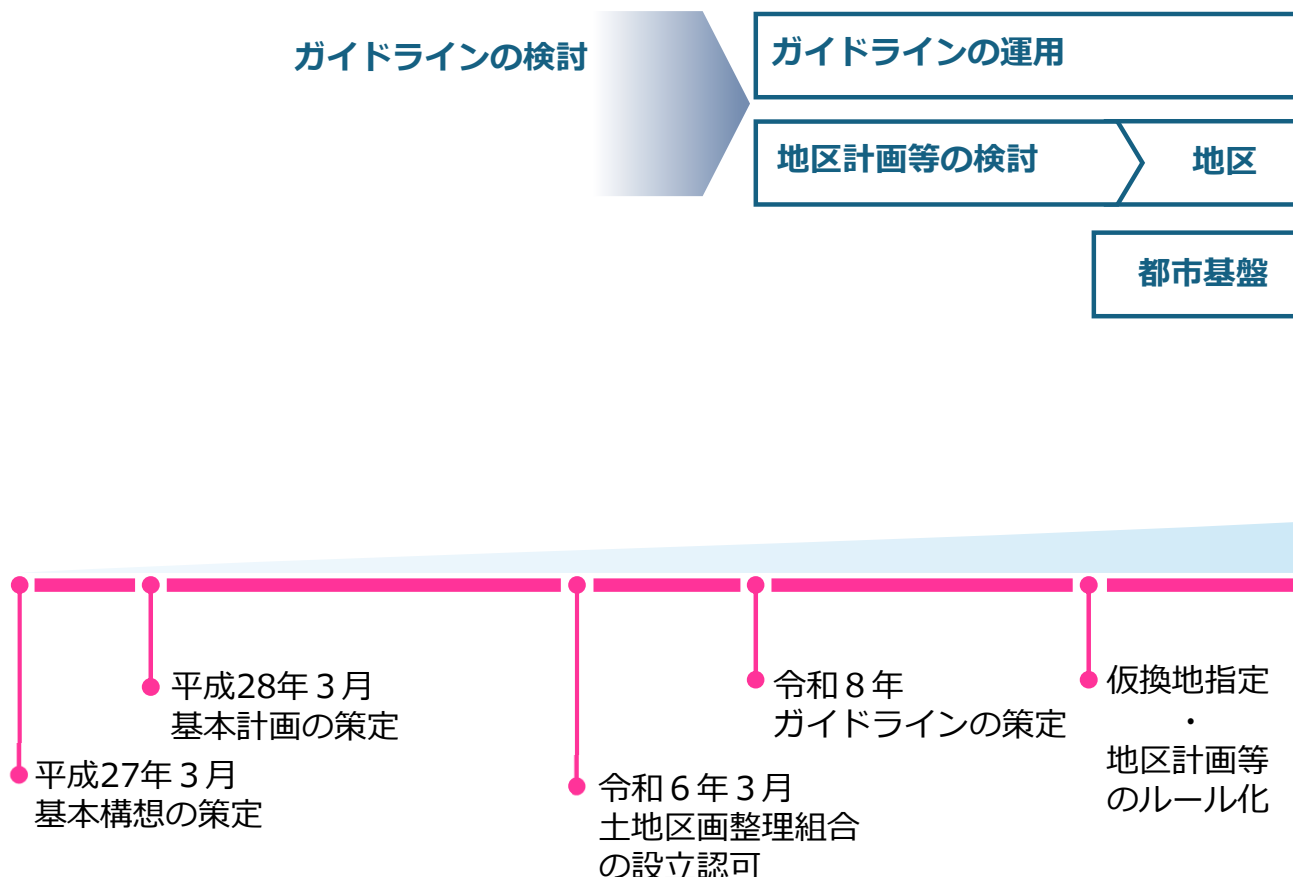 ガイドラインの検討
ガイドラインの運用
地区計画等の検討
地区
都市基盤
平成28年３月
基本計画の策定
令和８年
ガイドラインの策定
仮換地指定
・
地区計画等
のルール化
平成27年３月
基本構想の策定
令和６年３月
土地区画整理組合
の設立認可